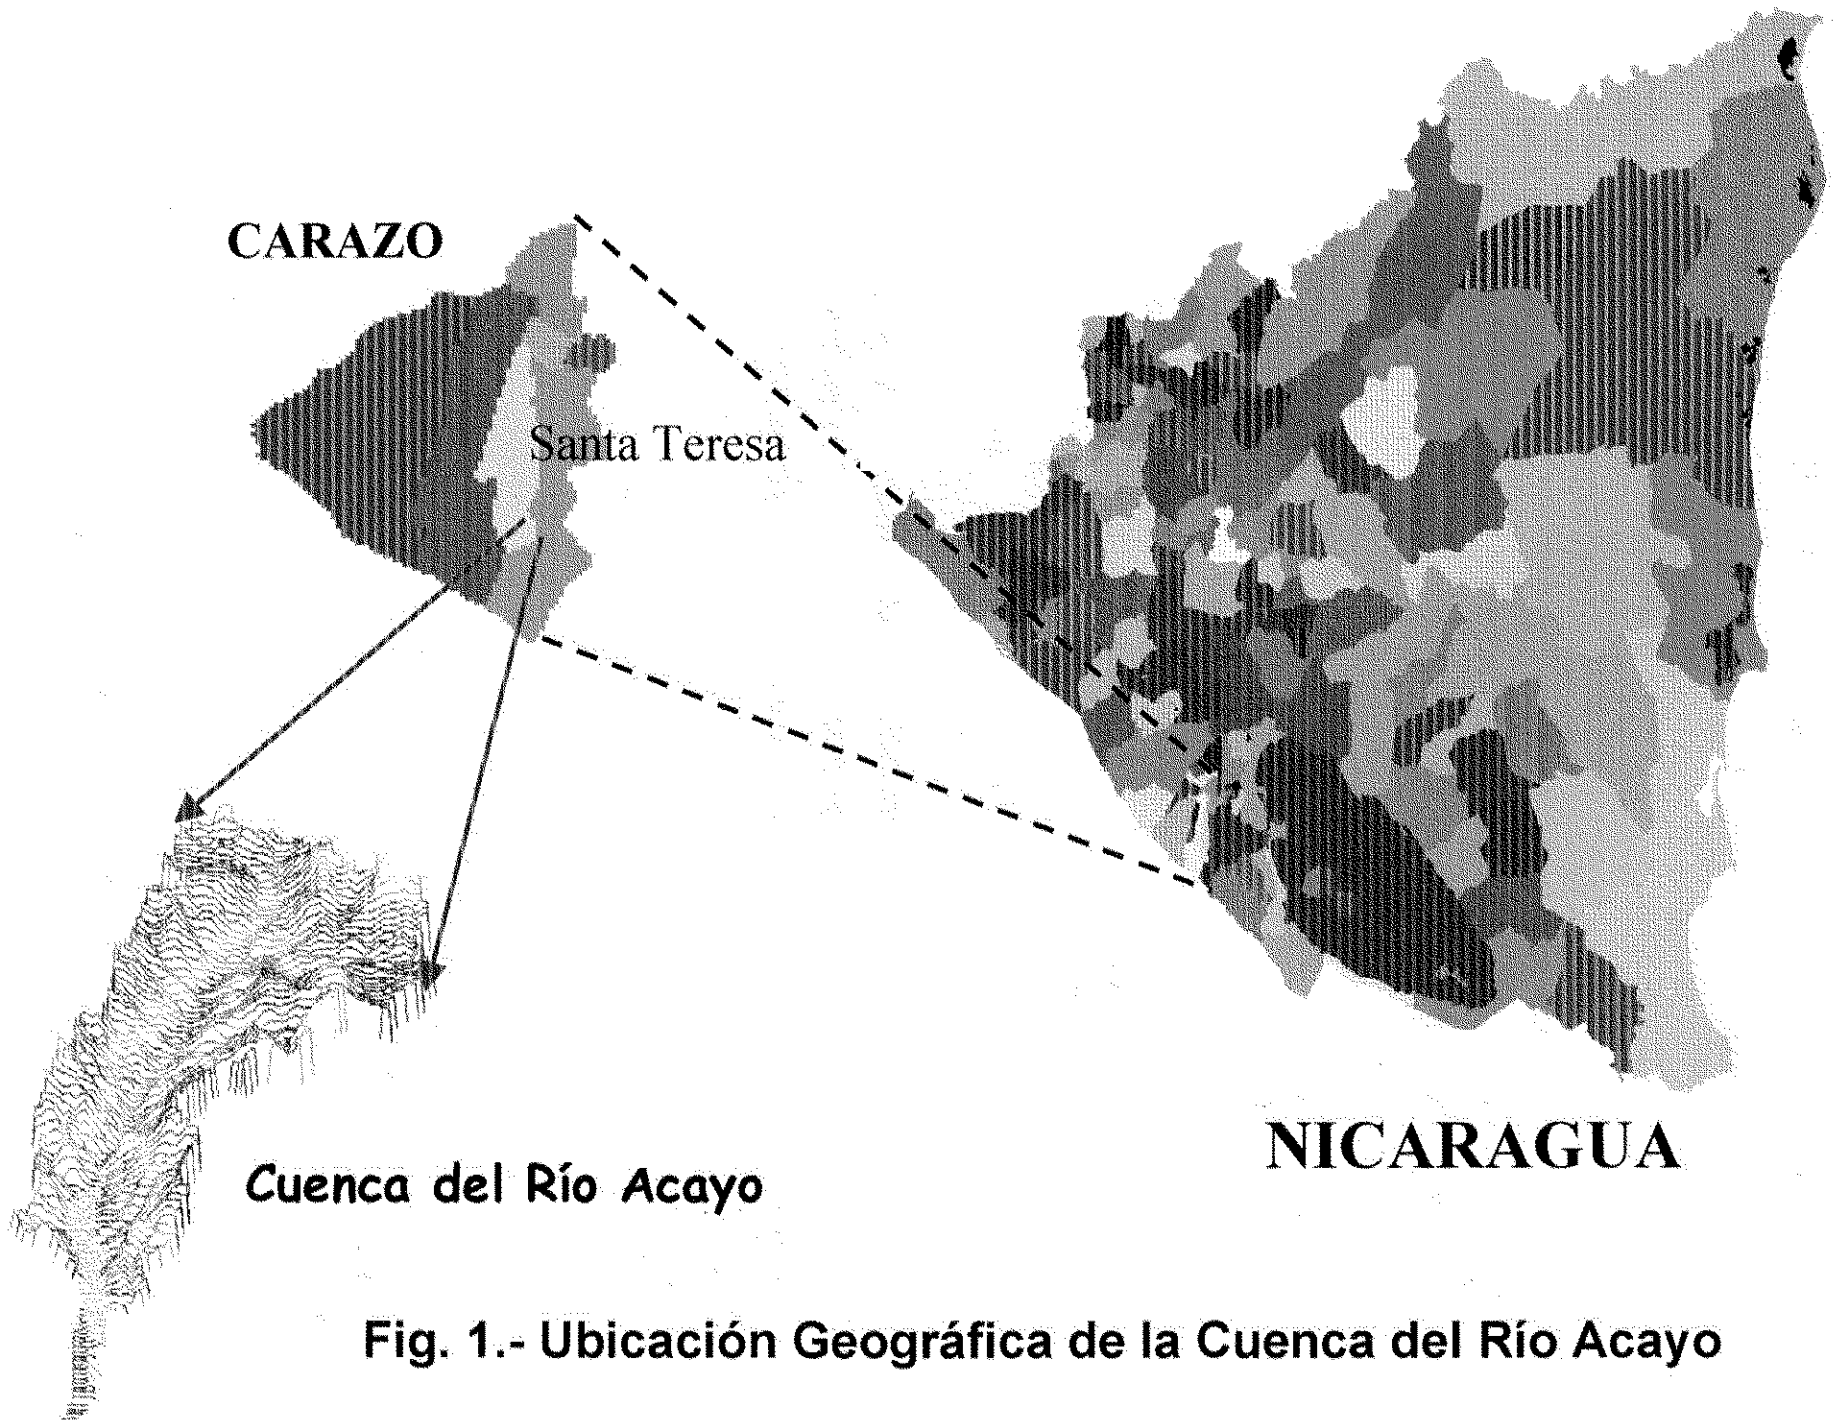 CARAZO
Santa Teresa
NICARAGUA
Cuenca del Río Acayo
Fig. 1.- Ubicación Geográfica de la Cuenca del Río Acayo